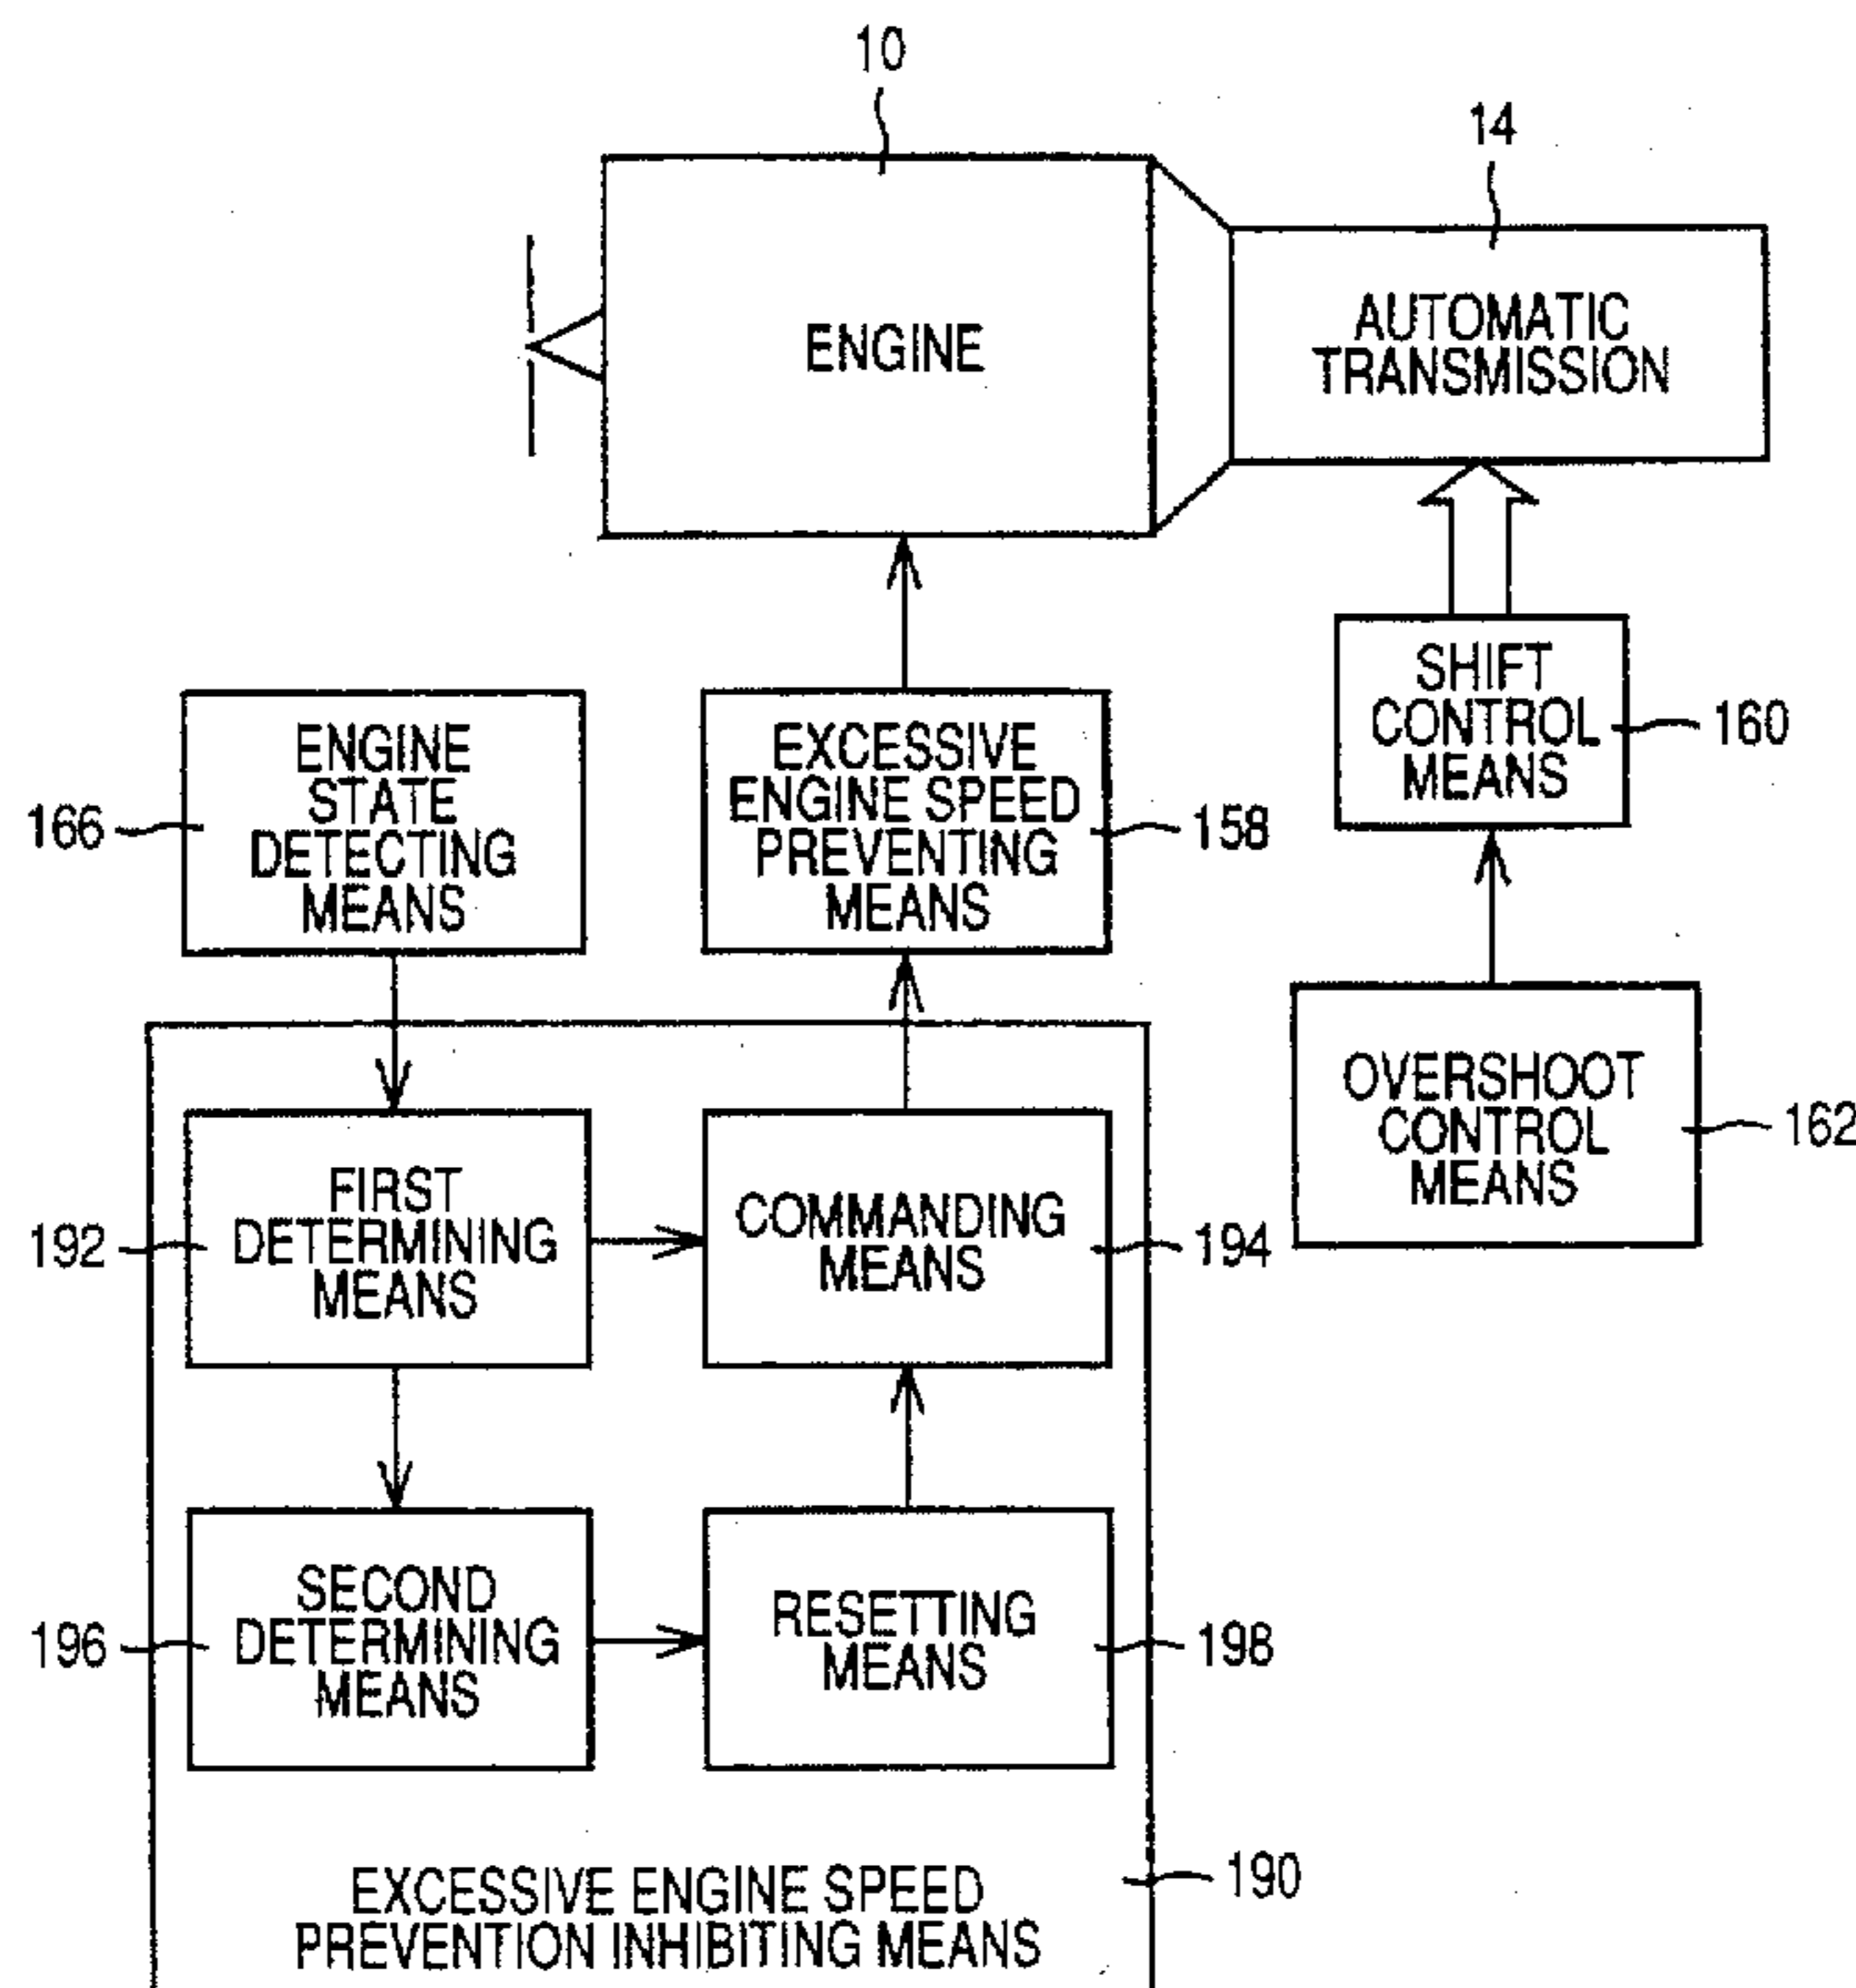 10
14
ENGINE
AUTOMATIC
TRANSMISSION
SHIFT
CONTROL
MEANS
160
ENGINE
STATE
DETECTING
MEANS
166
EXCESSIVE
ENGINE SPEED
PREVENTING
MEANS
158
OVERSHOOT
CONTROL
MEANS
162
FIRST
DETERMINING
MEANS
192
COMMANDING
MEANS
194
SECOND
DETERMINING
MEANS
196
RESETTING
MEANS
198
EXCESSIVE ENGINE SPEED
PREVENTION INHIBITING MEANS
190